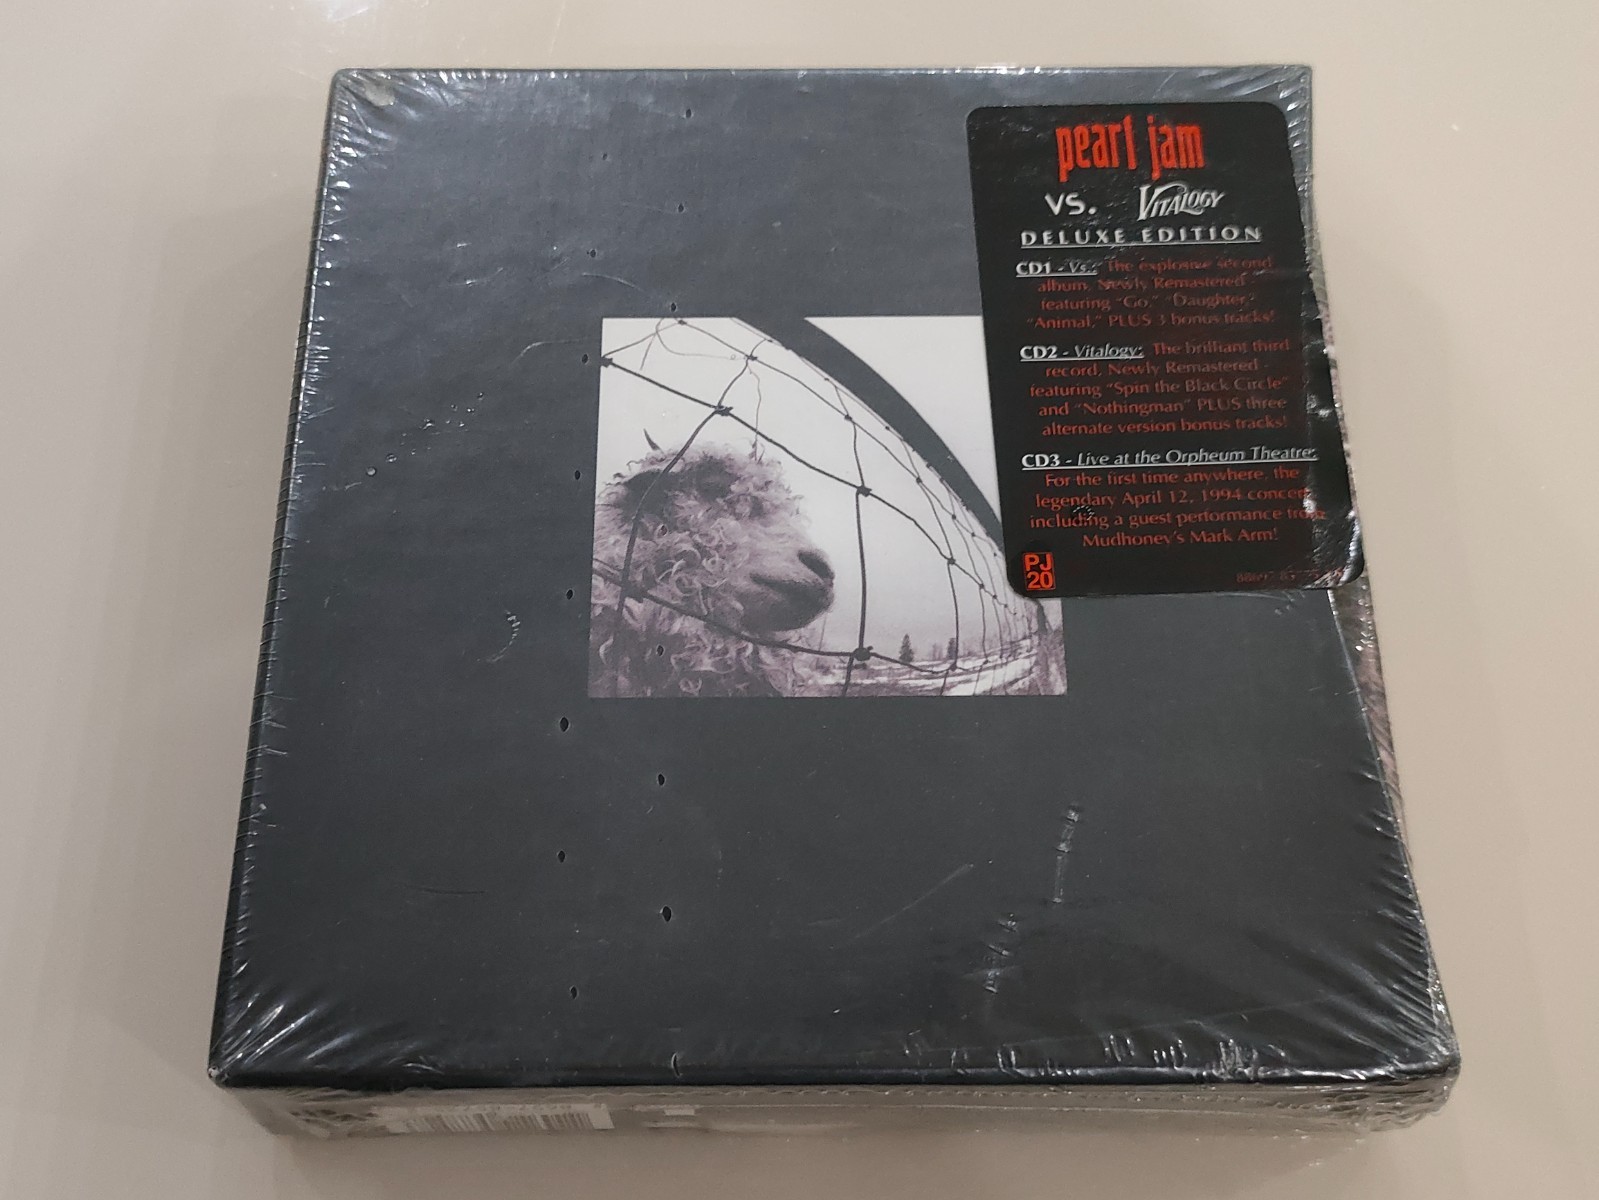 pearl jam
VS. VITALOGY
DELUXE EDITION
CD1 - Vs.: The explosive second
album, Newly Remastered -
featuring "Go," "Daughter,"
"Animal," PLUS 3 bonus tracks!
CD2 - Vitalogy: The brilliant third
record, Newly Remastered -
featuring "Spin the Black Circle"
and "Nothingman" PLUS three
alternate version bonus tracks!
CD3 - Live at the Orpheum Theatre:
For the first time anywhere, the
legendary April 12, 1994 concert
including a guest performance from
Mudhoney's Mark Arm!
PJ
20